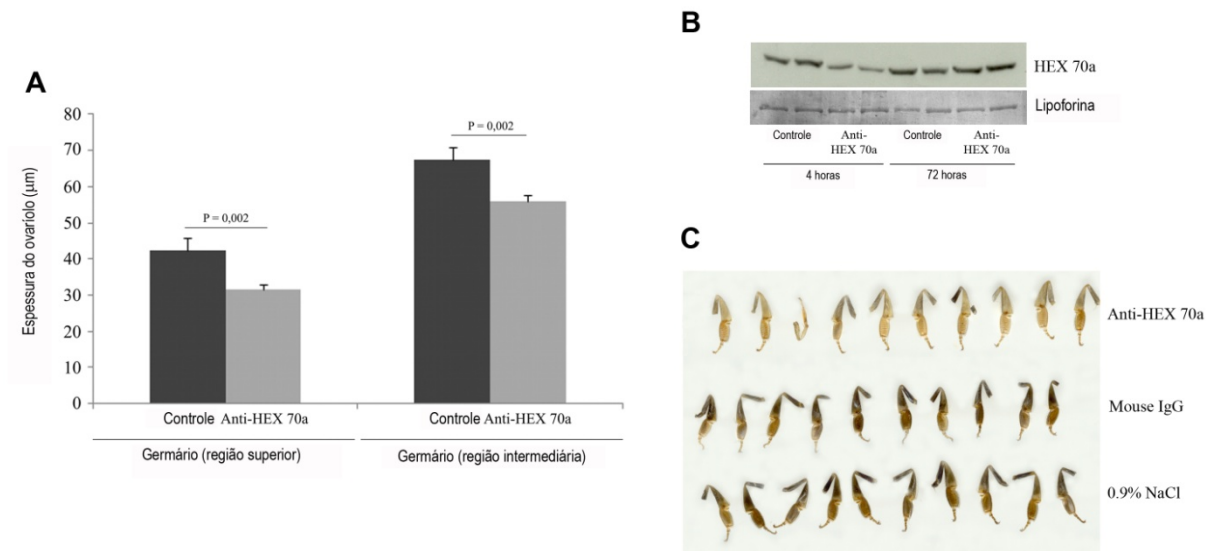 A
Espessura do ovaríolo (µm)
80
70
60
50
40
30
20
10
0
P = 0,002
P = 0,002
Controle Anti-HEX 70a
Controle Anti-HEX 70a
Germário (região superior)
Germário (região intermediária)
B
HEX 70a
Lipoforina
Controle
Anti-
HEX 70a
Controle
Anti-
HEX 70a
4 horas
72 horas
C
Anti-HEX 70a
Mouse IgG
0.9% NaCl